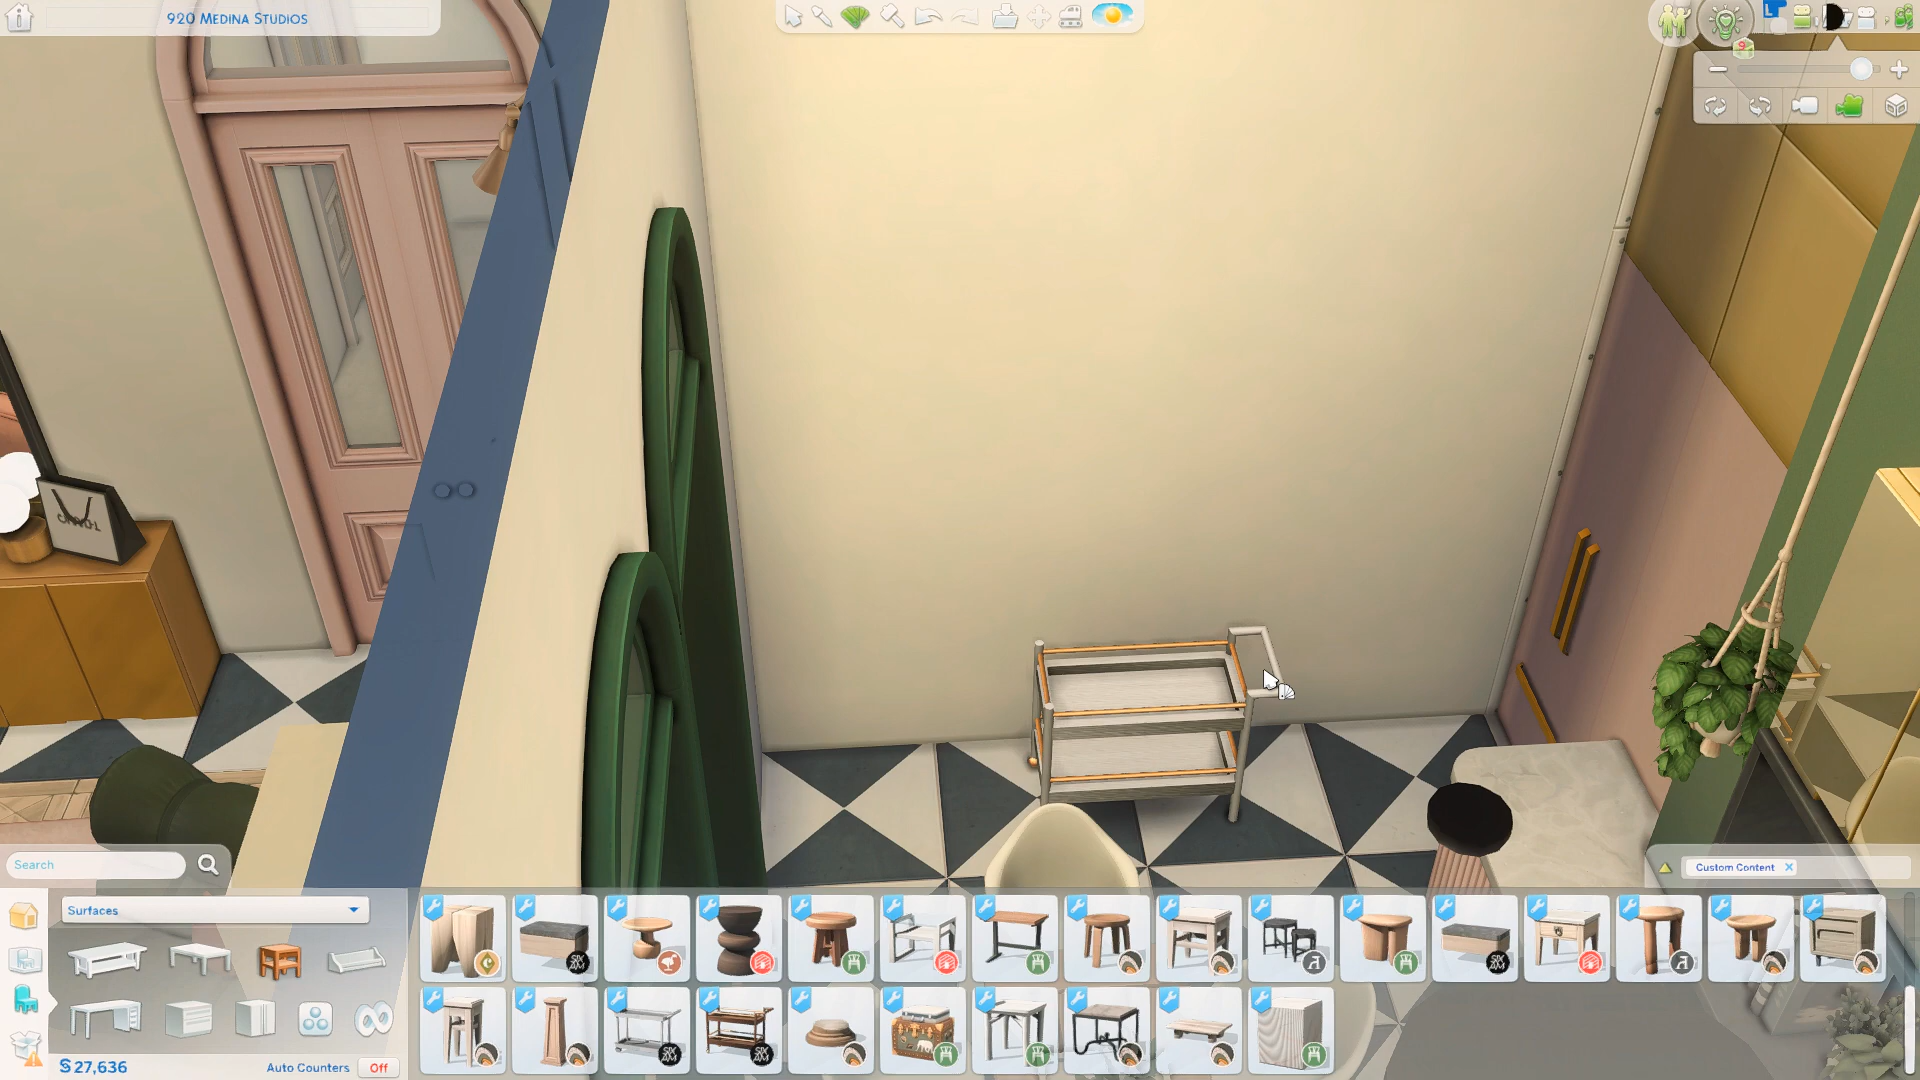 920 Medina Studios
Search
Custom Content
Surfaces
§27,636
Auto Counters
Off